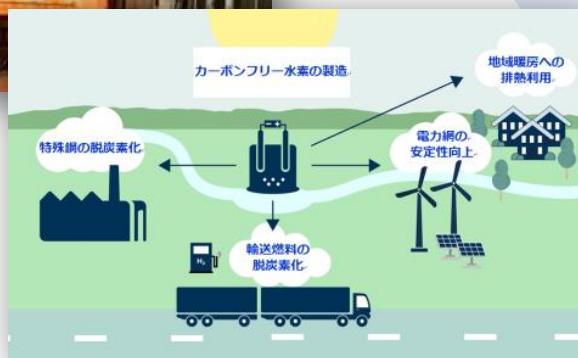 カーボンフリー水素の製造
地域暖房への
排熱利用
特殊鋼の脱炭素化
電力網の
安定性向上
輸送燃料の
脱炭素化
H₂